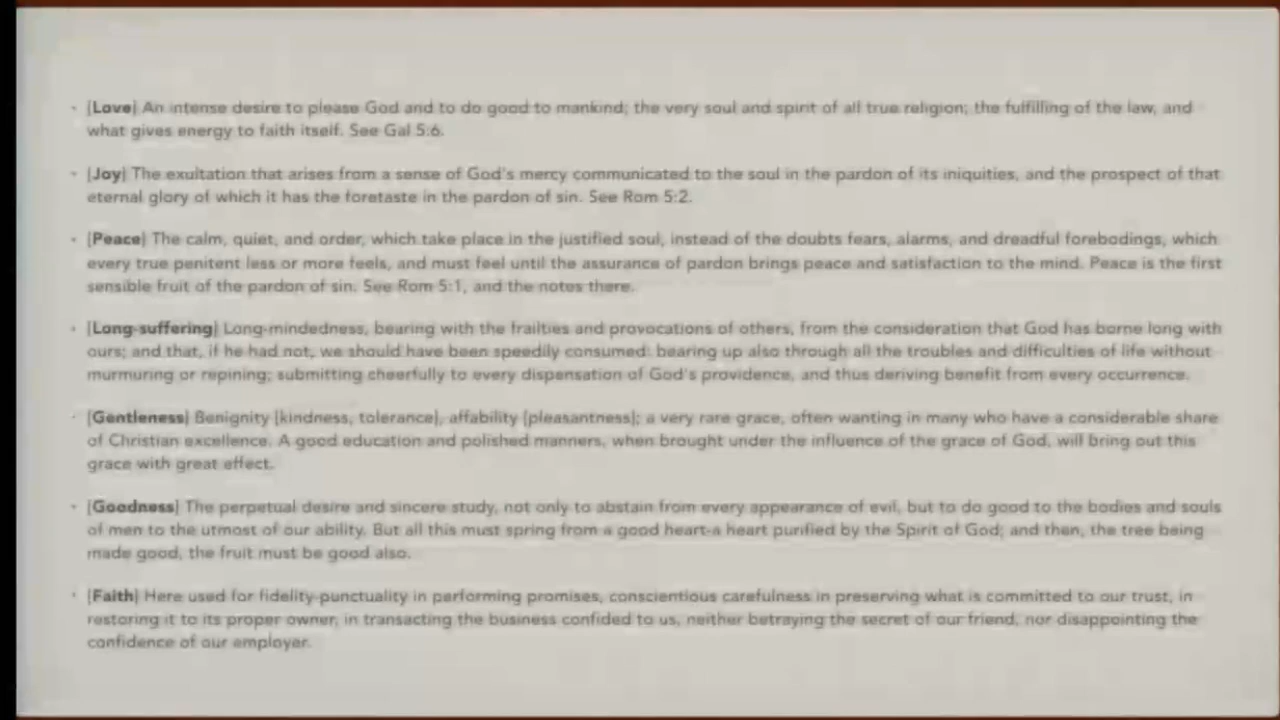 • [Love] An intense desire to please God and to do good to mankind; the very soul and spirit of all true religion; the fulfilling of the law, and
what gives energy to faith itself. See Gal 5:6.
• [Joy] The exultation that arises from a sense of God's mercy communicated to the soul in the pardon of its iniquities, and the prospect of that
eternal glory of which it has the foretaste in the pardon of sin. See Rom 5:2.
• [Peace] The calm, quiet, and order, which take place in the justified soul, instead of the doubts fears, alarms, and dreadful forebodings, which
every true penitent less or more feels, and must feel until the assurance of pardon brings peace and satisfaction to the mind. Peace is the first
sensible fruit of the pardon of sin. See Rom 5:1, and the notes there.
• [Long-suffering] Long-mindedness, bearing with the frailties and provocations of others, from the consideration that God has borne long with
ours; and that, if he had not, we should have been speedily consumed: bearing up also through all the troubles and difficulties of life without
murmuring or repining; submitting cheerfully to every dispensation of God's providence, and thus deriving benefit from every occurrence.
• [Gentleness] Benignity [kindness, tolerance], affability [pleasantness]; a very rare grace, often wanting in many who have a considerable share
of Christian excellence. A good education and polished manners, when brought under the influence of the grace of God, will bring out this
grace with great effect.
• [Goodness] The perpetual desire and sincere study, not only to abstain from every appearance of evil, but to do good to the bodies and souls
of men to the utmost of our ability. But all this must spring from a good heart-a heart purified by the Spirit of God; and then, the tree being
made good, the fruit must be good also.
• [Faith] Here used for fidelity-punctuality in performing promises, conscientious carefulness in preserving what is committed to our trust, in
restoring it to its proper owner, in transacting the business confided to us, neither betraying the secret of our friend, nor disappointing the
confidence of our employer.